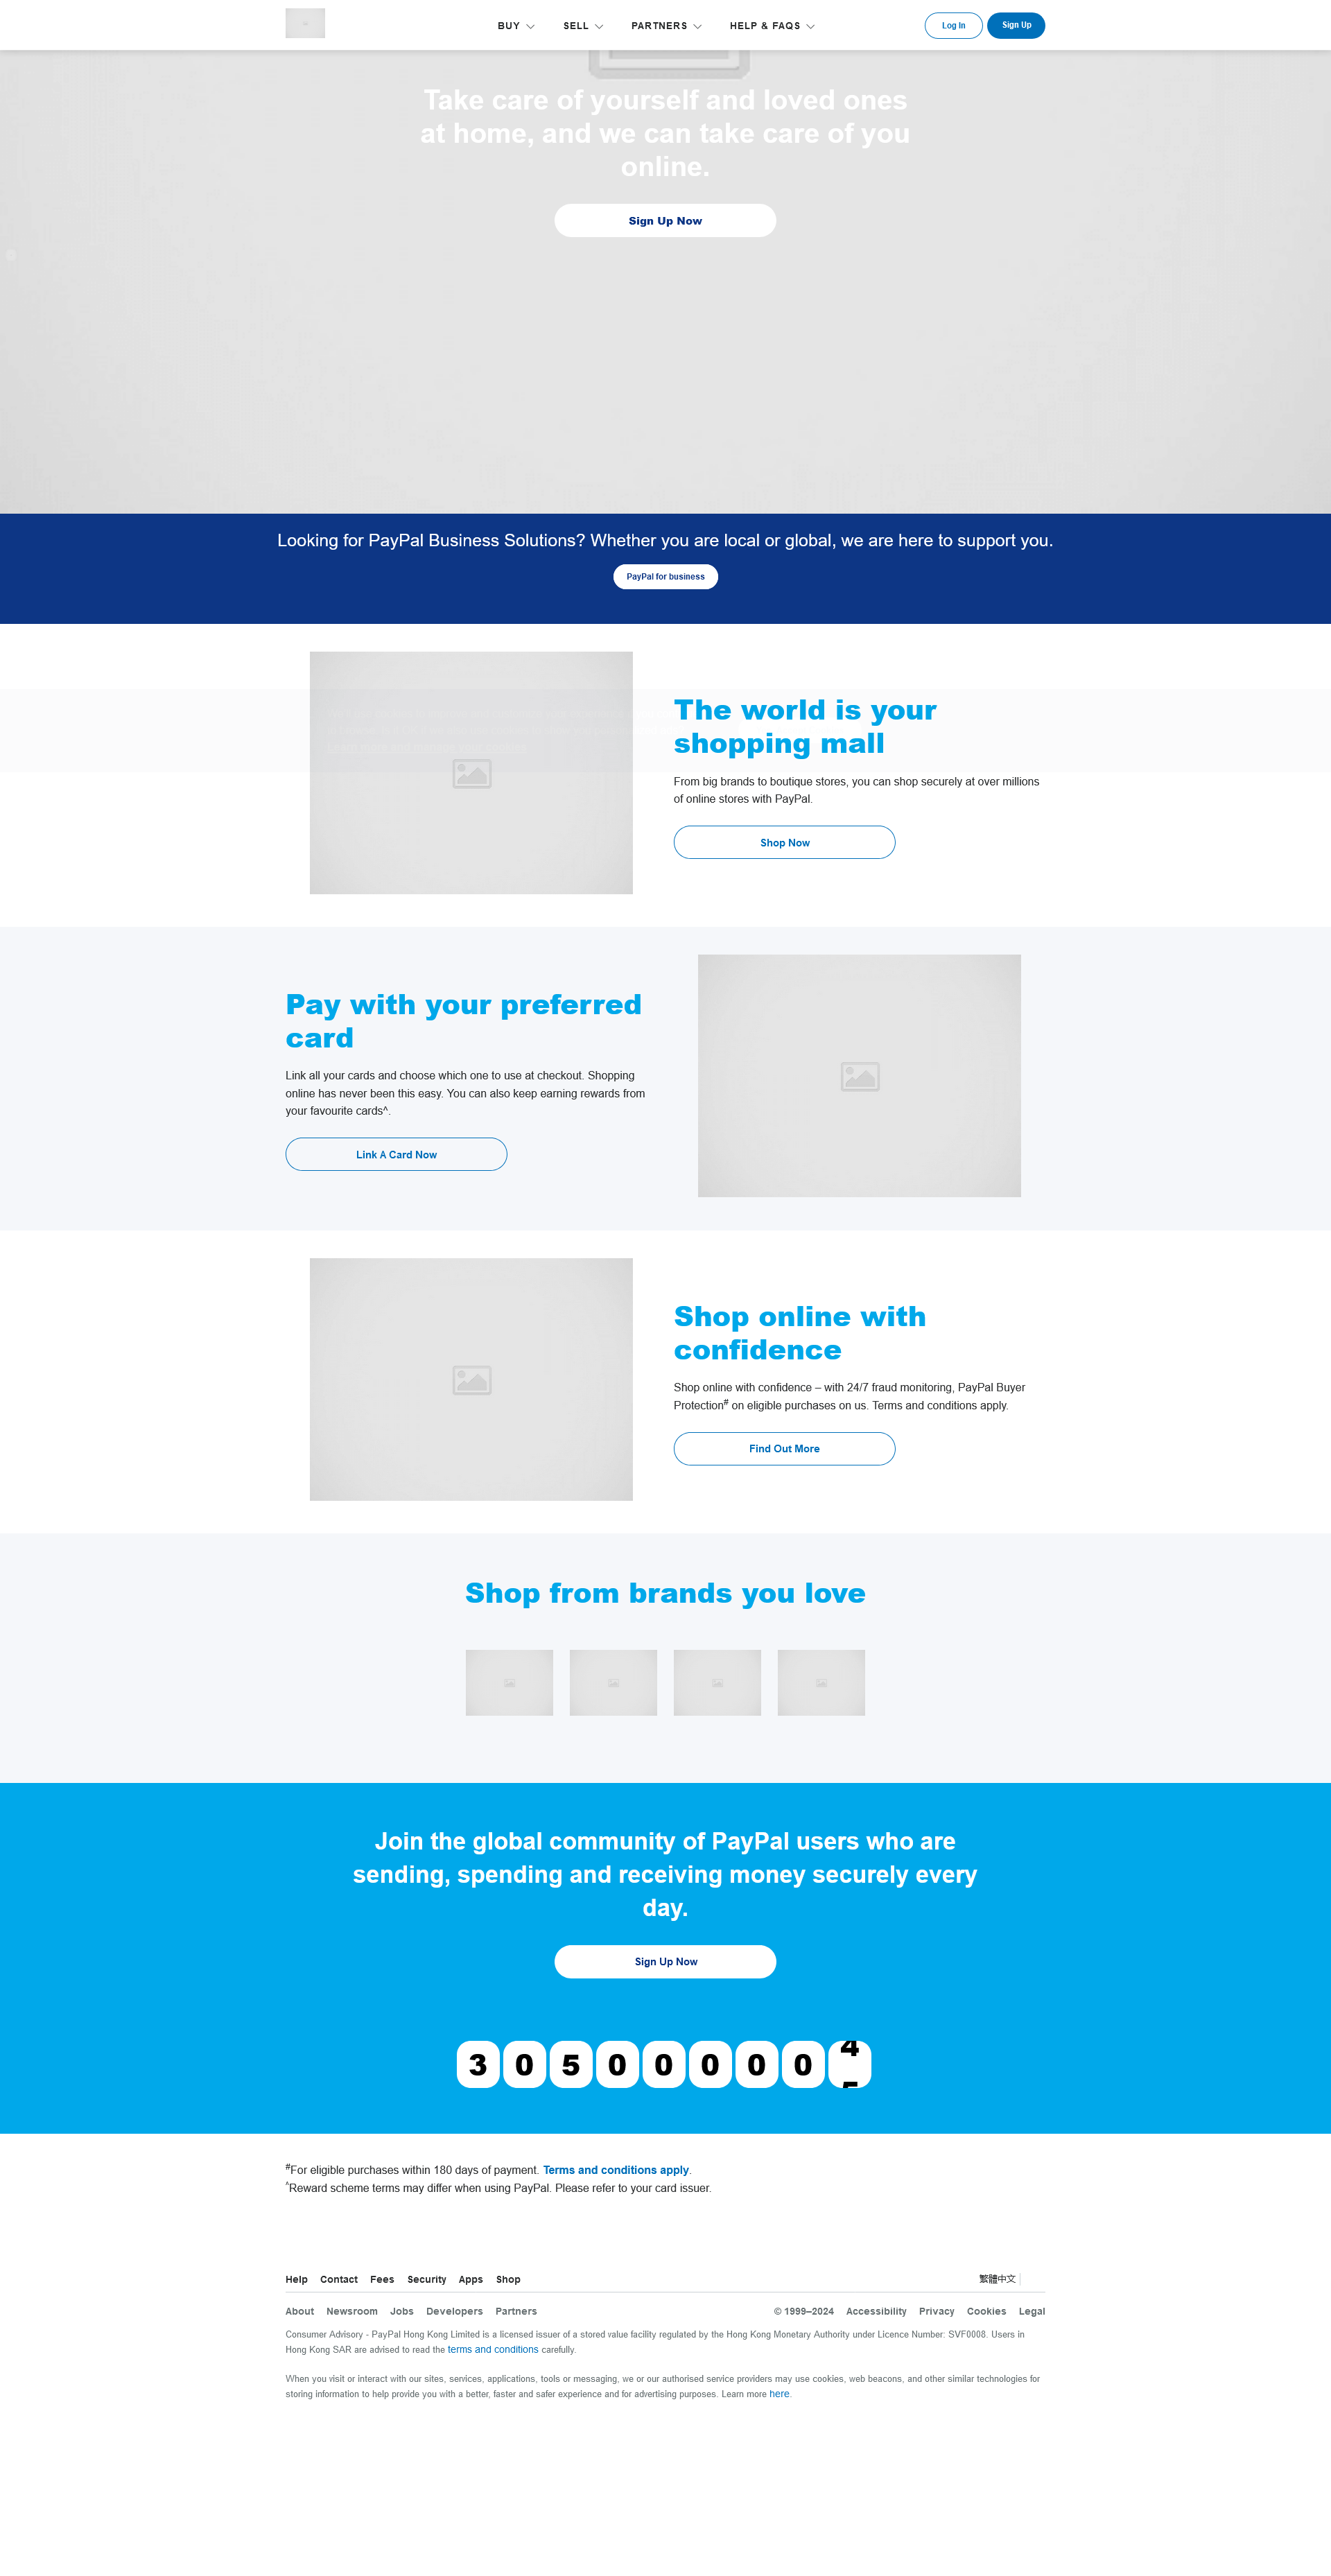 BUY SELL PARTNERS HELP & FAQS Log In Sign Up
Take care of yourself and loved ones
at home, and we can take care of you
online.
Sign Up Now
Looking for PayPal Business Solutions? Whether you are local or global, we are here to support you.
PayPal for business
The world is your
shopping mall
From big brands to boutique stores, you can shop securely at over millions
of online stores with PayPal.
Shop Now
Pay with your preferred
card
Link all your cards and choose which one to use at checkout. Shopping
online has never been this easy. You can also keep earning rewards from
your favourite cards^.
Link A Card Now
Shop online with
confidence
Shop online with confidence – with 24/7 fraud monitoring, PayPal Buyer
Protection# on eligible purchases on us. Terms and conditions apply.
Find Out More
Shop from brands you love
Join the global community of PayPal users who are
sending, spending and receiving money securely every
day.
Sign Up Now
3 0 5 0 0 0 0 0
#For eligible purchases within 180 days of payment. Terms and conditions apply.
^Reward scheme terms may differ when using PayPal. Please refer to your card issuer.
Help Contact Fees Security Apps Shop 繁體中文
About Newsroom Jobs Developers Partners © 1999–2024 Accessibility Privacy Cookies Legal
Consumer Advisory - PayPal Hong Kong Limited is a licensed issuer of a stored value facility regulated by the Hong Kong Monetary Authority under Licence Number: SVF0008. Users in
Hong Kong SAR are advised to read the terms and conditions carefully.
When you visit or interact with our sites, services, applications, tools or messaging, we or our authorised service providers may use cookies, web beacons, and other similar technologies for
storing information to help provide you with a better, faster and safer experience and for advertising purposes. Learn more here.